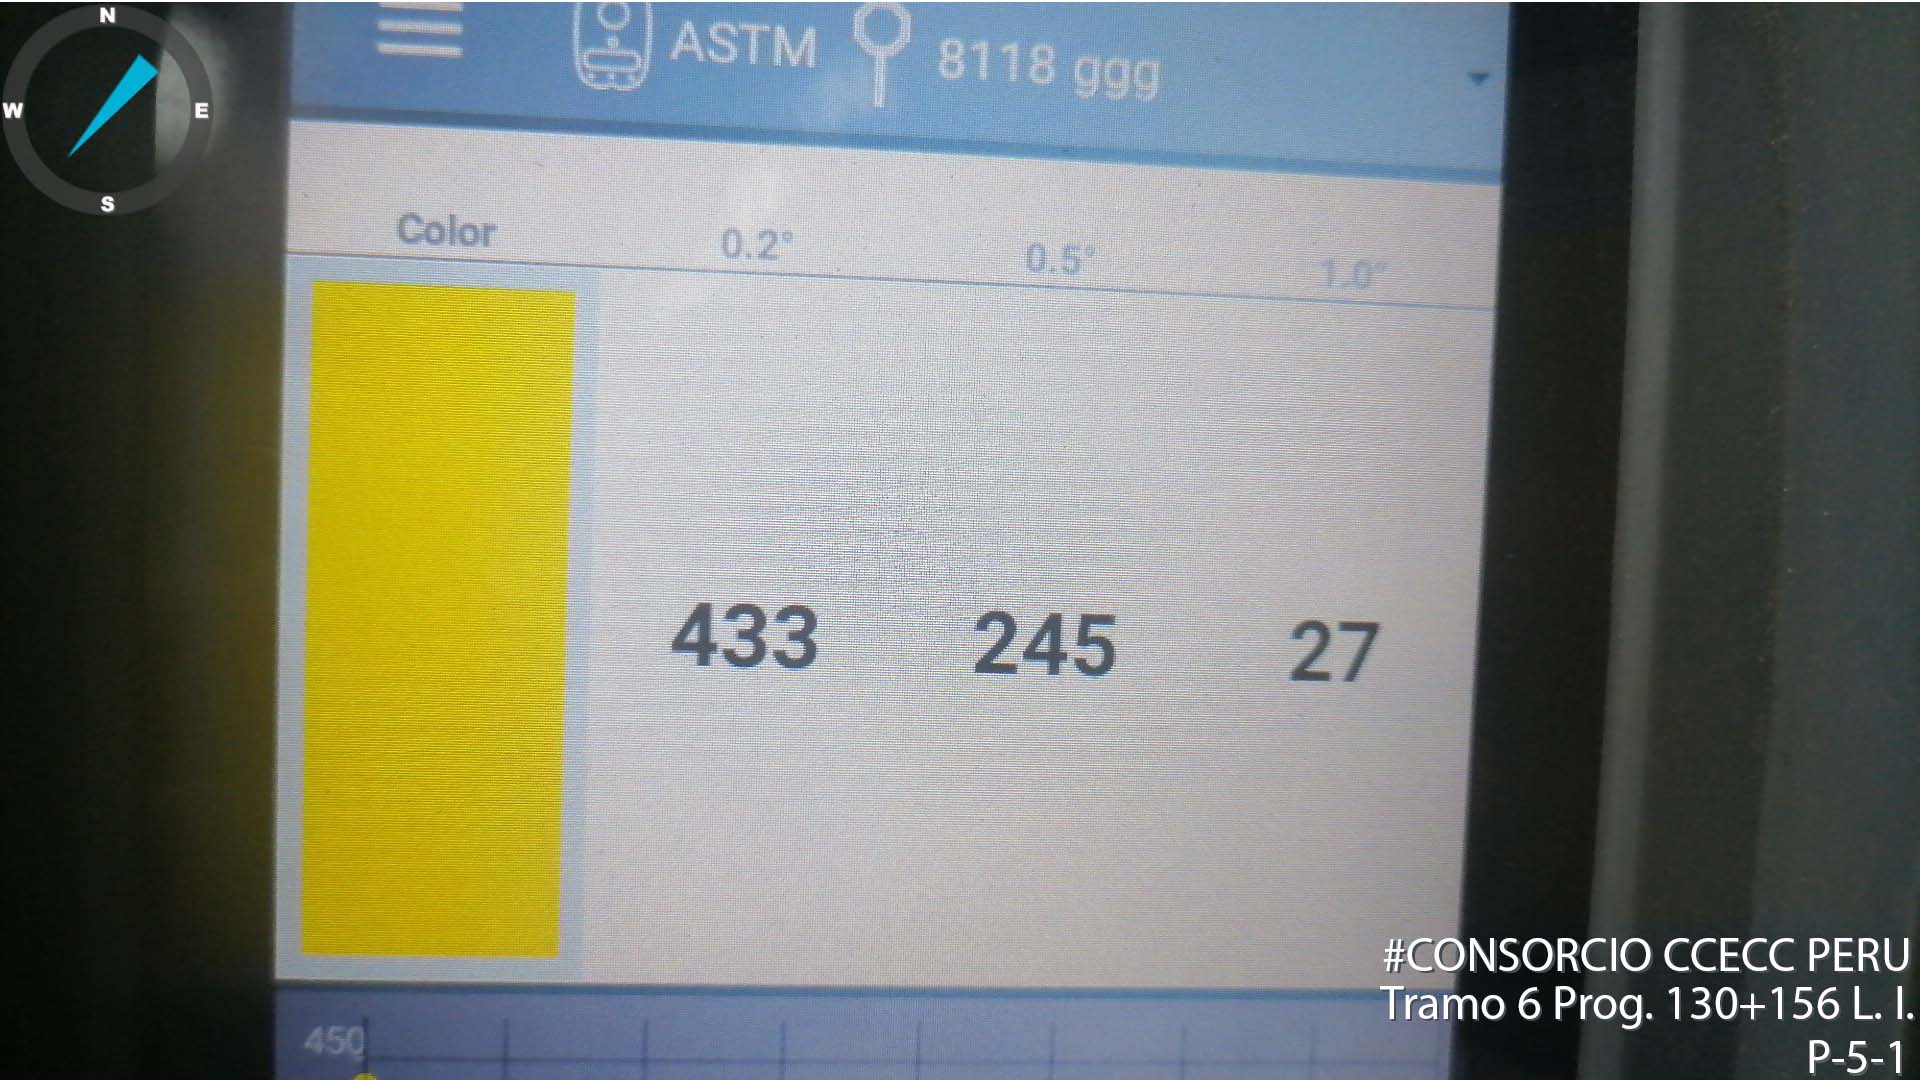 N
W
E
S
ASTM
8118 ggg
Color
0.2°
0.5°
1.0°
433
245
27
450
#CONSORCIO CCECC PERU
Tramo 6 Prog. 130+156 L. I.
P-5-1